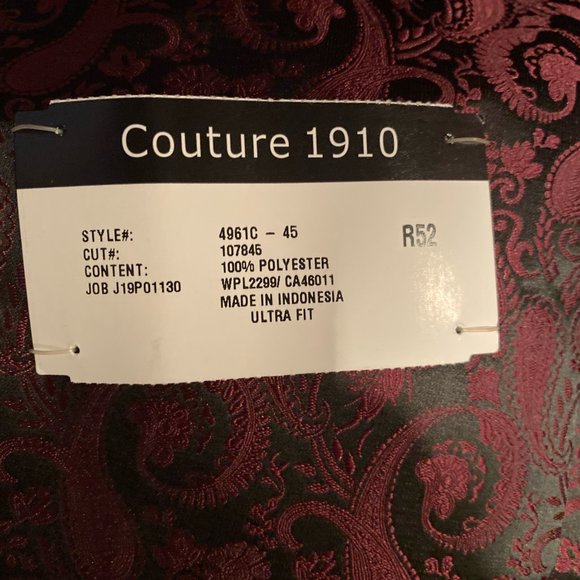 Couture 1910
STYLE#: 4961C - 45 R52
CUT#: 107845
CONTENT: 100% POLYESTER
JOB J19P01130 WPL2299/ CA46011
MADE IN INDONESIA
ULTRA FIT